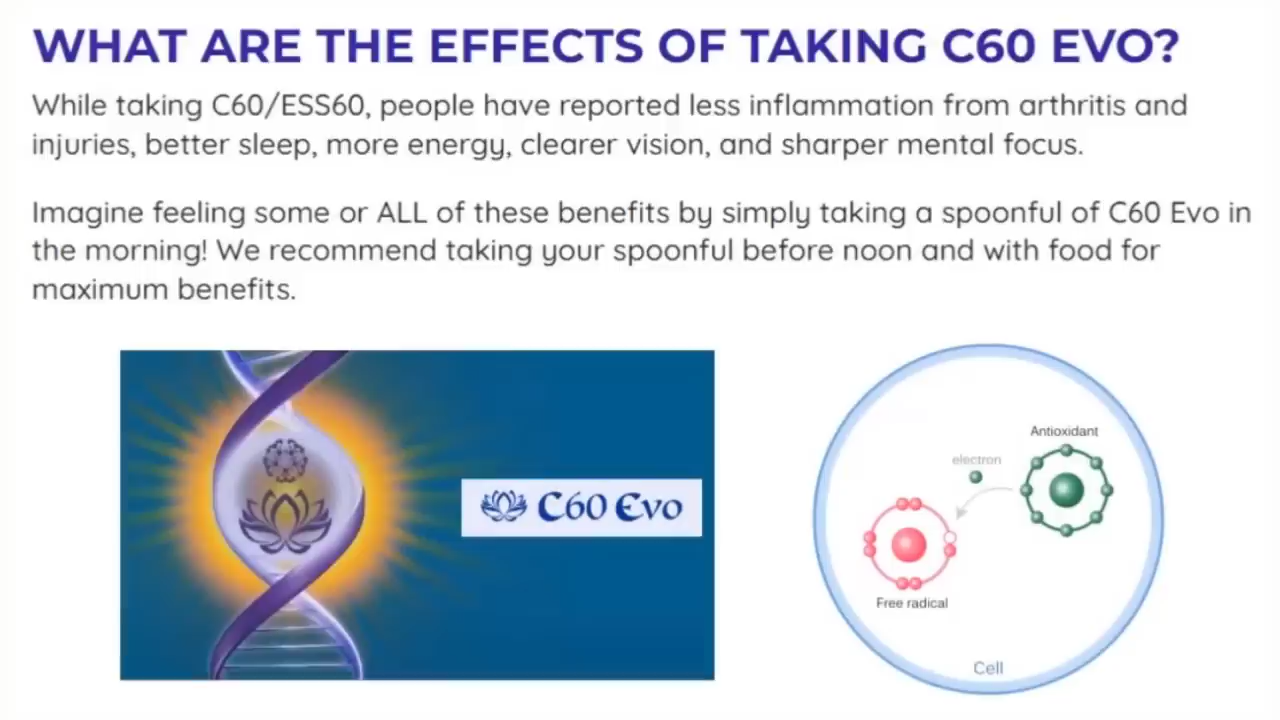 WHAT ARE THE EFFECTS OF TAKING C60 EVO?
While taking C60/ESS60, people have reported less inflammation from arthritis and
injuries, better sleep, more energy, clearer vision, and sharper mental focus.
Imagine feeling some or ALL of these benefits by simply taking a spoonful of C60 Evo in
the morning! We recommend taking your spoonful before noon and with food for
maximum benefits.
C60 Evo
Antioxidant
electron
Free radical
Cell